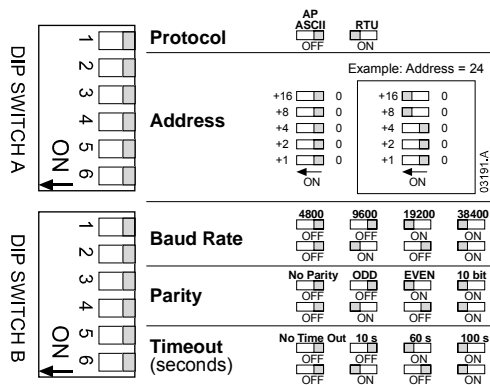 DIP SWITCH A
1
2
3
4
5
6
ON
Protocol
AP
ASCII RTU
OFF ON
Address
Example: Address = 24
+16 0 +16 0
+8 0 +8 0
+4 0 +4 0
+2 0 +2 0
+1 0 +1 0
ON ON
03191-A
DIP SWITCH B
1
2
3
4
5
6
ON
Baud Rate
4800 9600 19200 38400
OFF OFF ON ON
OFF ON OFF ON
Parity
No Parity ODD EVEN 10 bit
OFF OFF ON ON
OFF ON OFF ON
Timeout
(seconds)
No Time Out 10 s 60 s 100 s
OFF OFF ON ON
OFF ON OFF ON